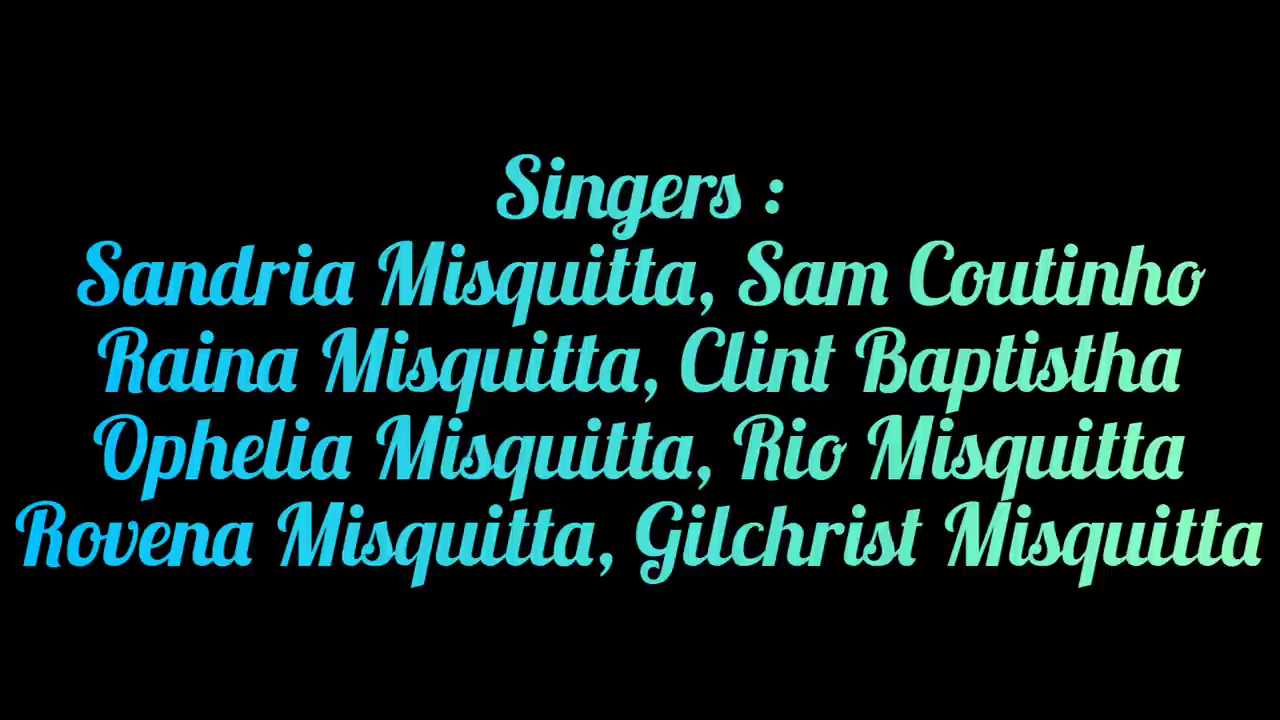 Singers :
Sandria Misquitta, Sam Coutinho
Raina Misquitta, Clint Baptistha
Ophelia Misquitta, Rio Misquitta
Rovena Misquitta, Gilchrist Misquitta